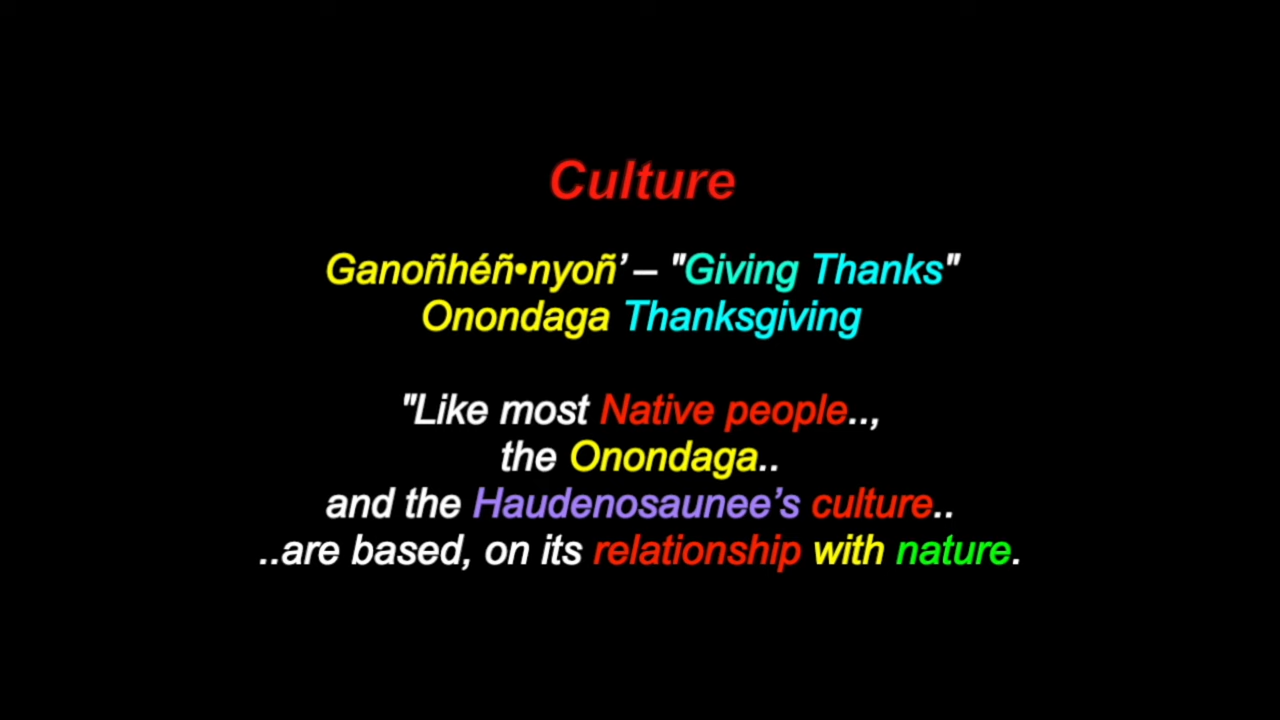 Culture
Ganoñhéñ•nyoñ’ – "Giving Thanks"
Onondaga Thanksgiving
"Like most Native people..,
the Onondaga..
and the Haudenosaunee’s culture..
..are based, on its relationship with nature.